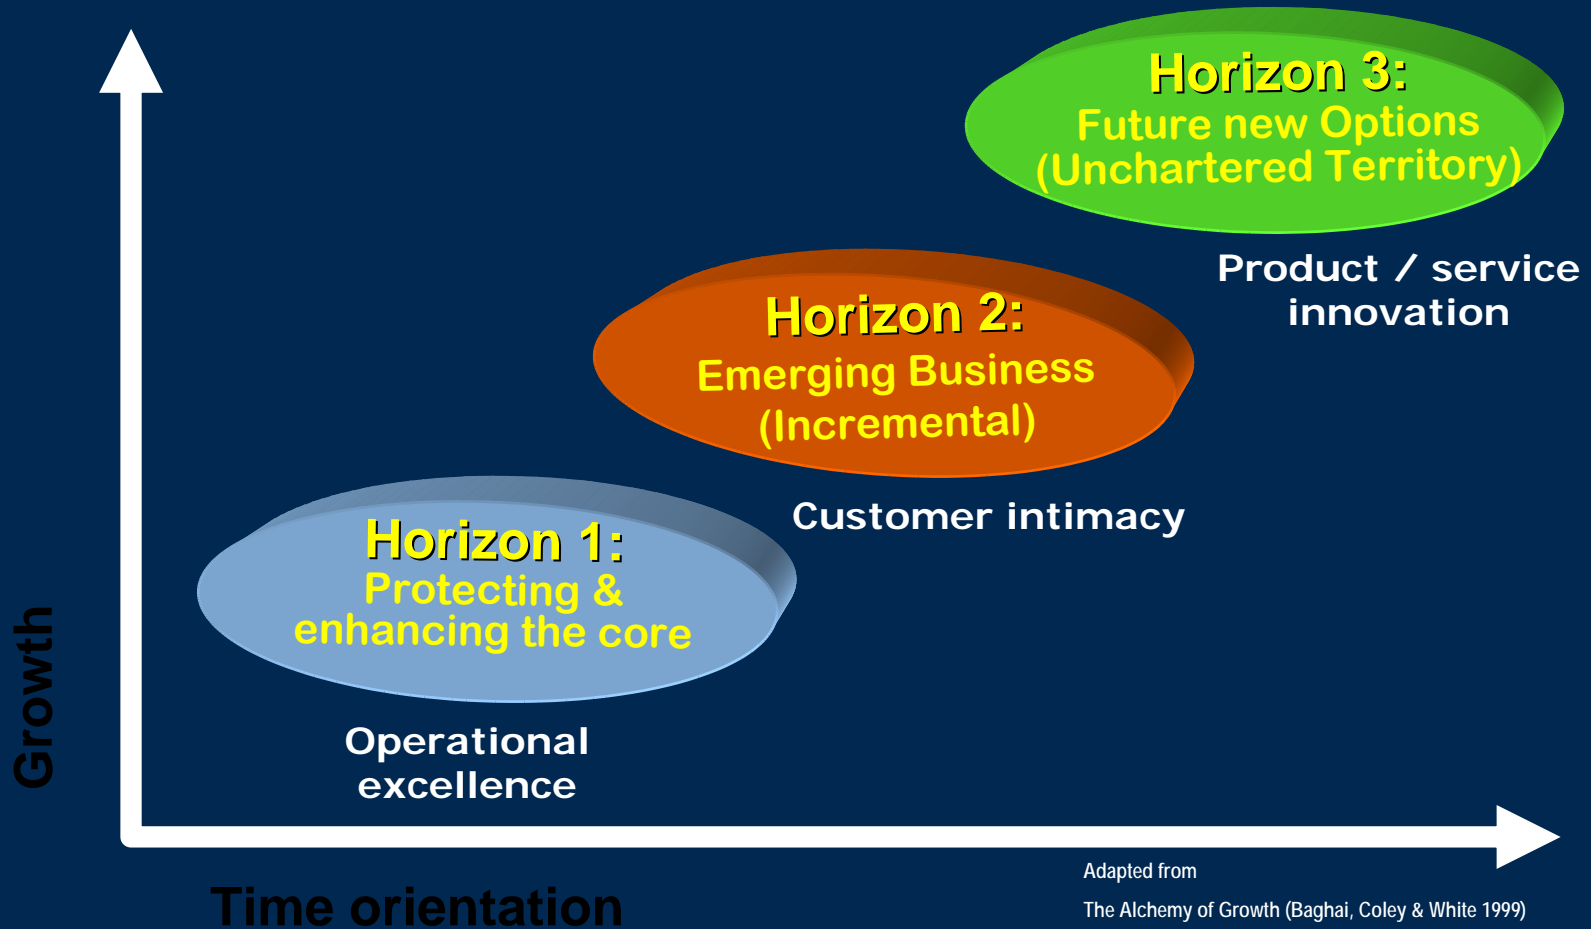 Horizon 3:
Future new Options
(Unchartered Territory)
Product / service
innovation
Horizon 2:
Emerging Business
(Incremental)
Customer intimacy
Horizon 1:
Protecting &
enhancing the core
Operational
excellence
Growth
Time orientation
Adapted from
The Alchemy of Growth (Baghai, Coley & White 1999)